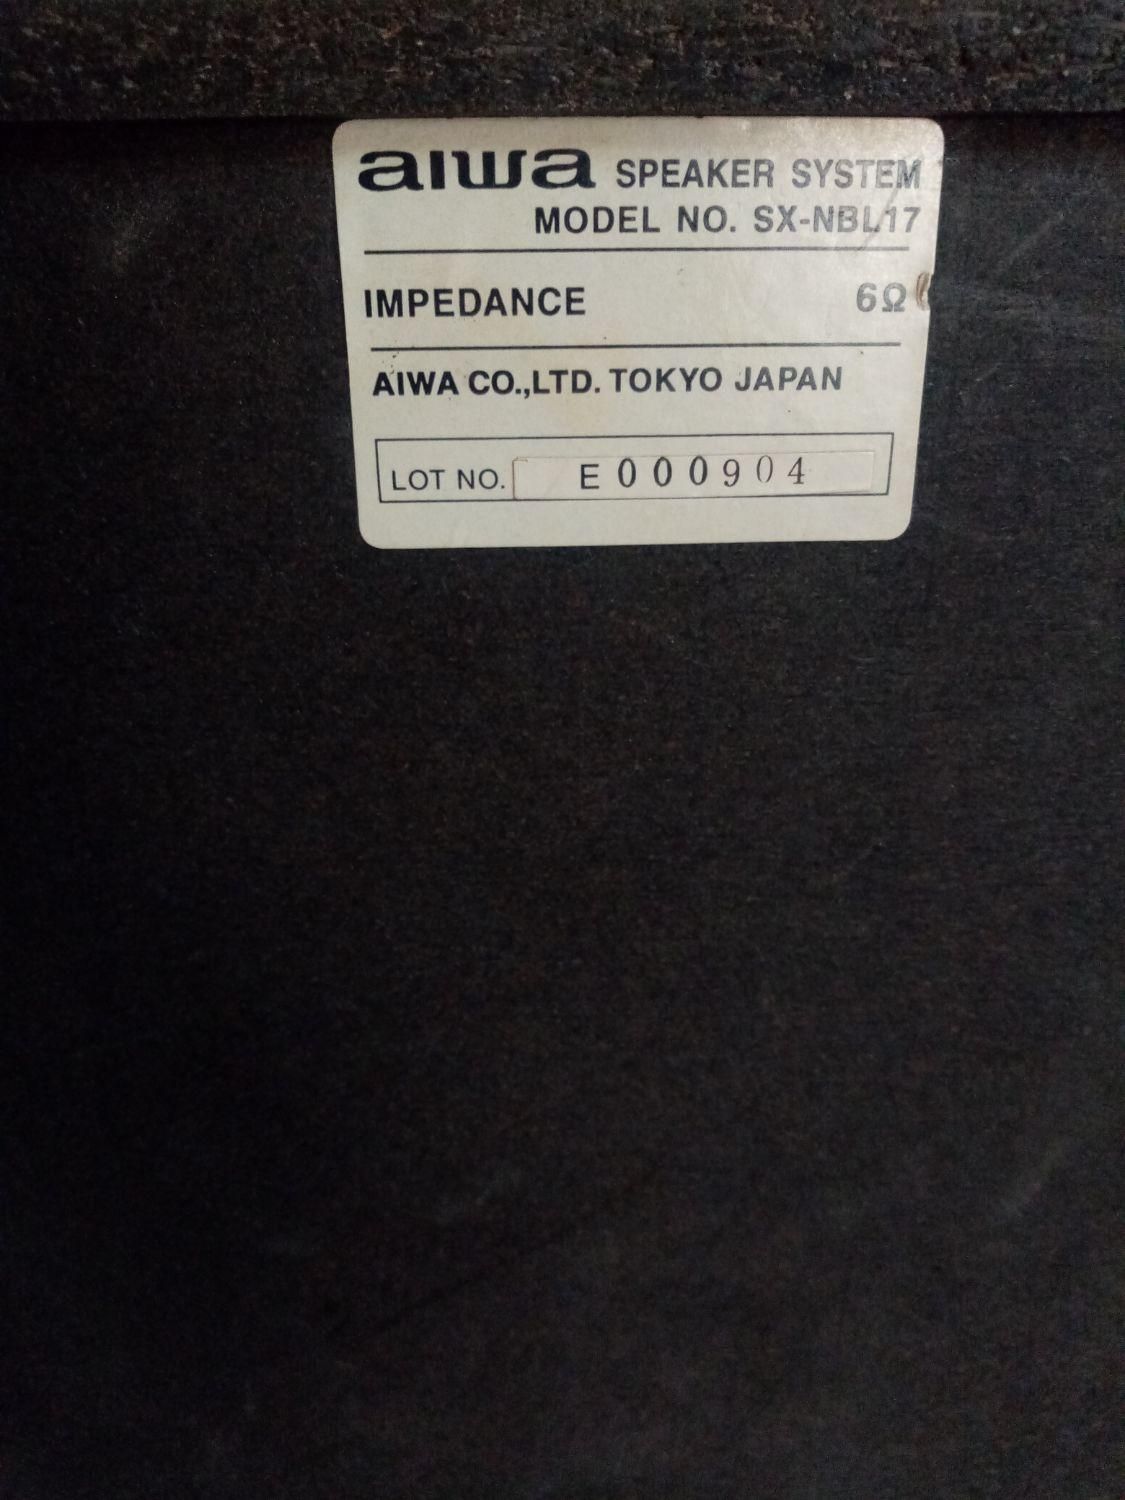 aiwa SPEAKER SYSTEM
MODEL NO. SX-NBL17
IMPEDANCE 6Ω
AIWA CO.,LTD. TOKYO JAPAN
LOT NO. E000904